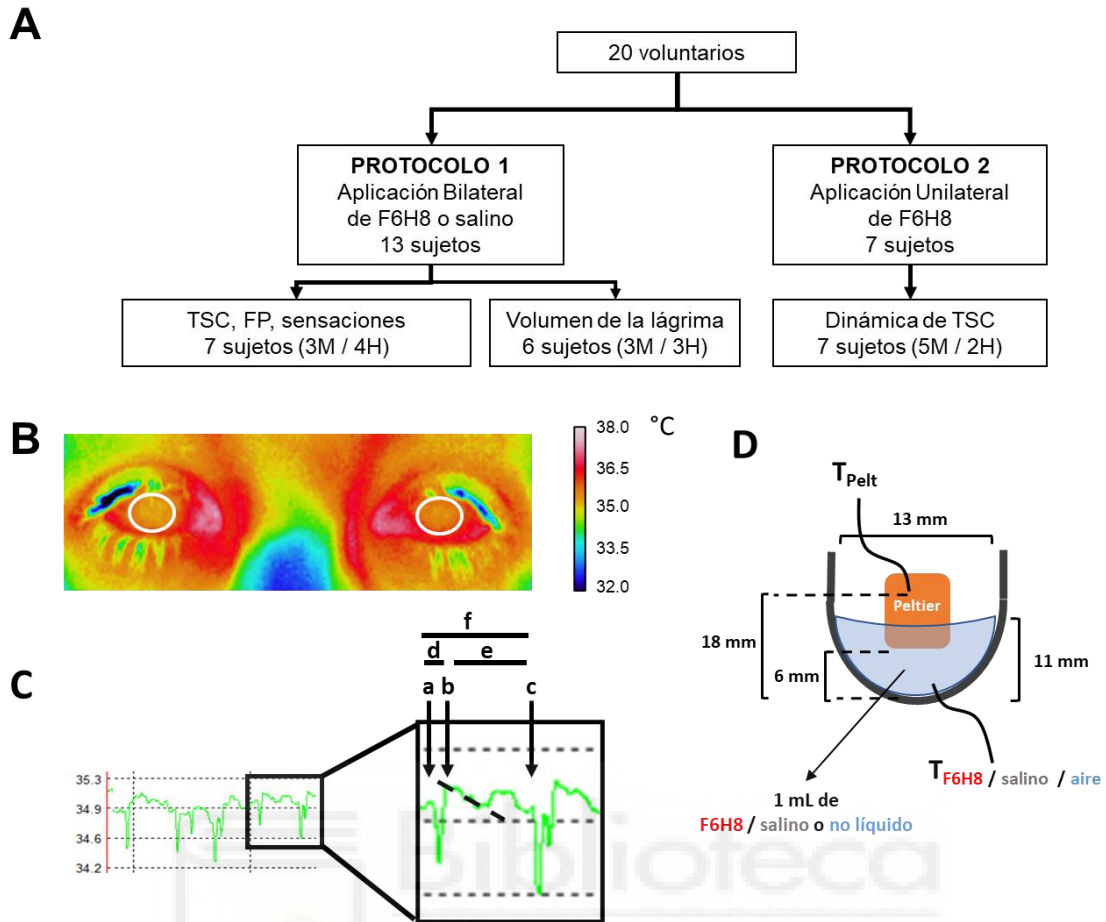 A
20 voluntarios
PROTOCOLO 1
Aplicación Bilateral
de F6H8 o salino
13 sujetos
PROTOCOLO 2
Aplicación Unilateral
de F6H8
7 sujetos
TSC, FP, sensaciones
7 sujetos (3M / 4H)
Volumen de la lágrima
6 sujetos (3M / 3H)
Dinámica de TSC
7 sujetos (5M / 2H)
B
°C
38.0
36.5
35.0
33.5
32.0
C
35.3
34.9
34.6
34.2
f
d e
a b c
D
TPelt
13 mm
Peltier
18 mm
6 mm
11 mm
TF6H8 / salino / aire
1 mL de
F6H8 / salino o no líquido
Biblioteca